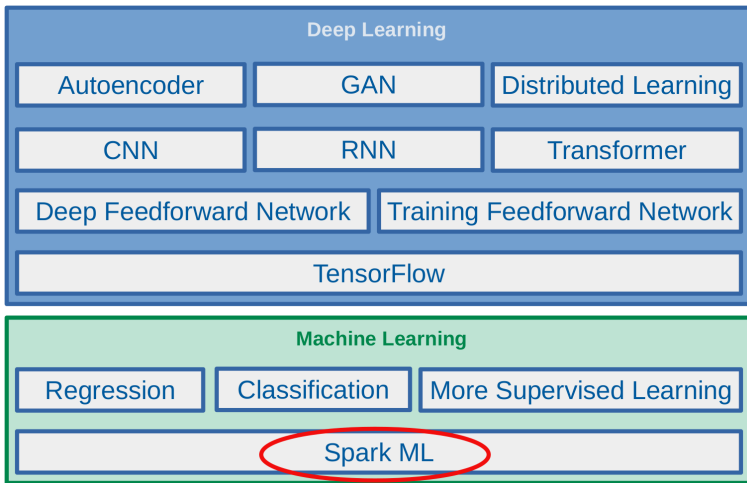 Deep Learning
Autoencoder GAN Distributed Learning
CNN RNN Transformer
Deep Feedforward Network Training Feedforward Network
TensorFlow
Machine Learning
Regression Classification More Supervised Learning
Spark ML